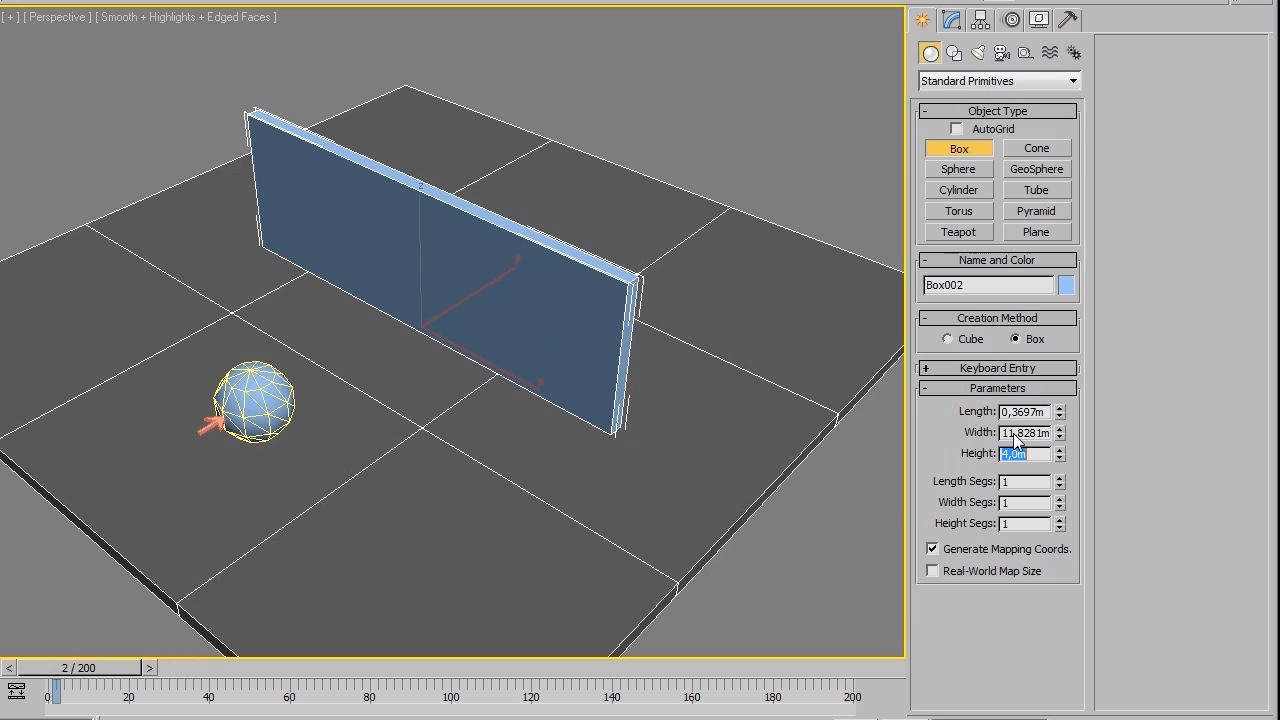 [ + ] [ Perspective ] [ Smooth + Highlights + Edged Faces ]
Standard Primitives
- Object Type
AutoGrid
Box Cone
Sphere GeoSphere
Cylinder Tube
Torus Pyramid
Teapot Plane
- Name and Color
Box002
- Creation Method
Cube Box
+ Keyboard Entry
- Parameters
Length: 0,3697m
Width: 11,8281m
Height: 4,0m
Length Segs: 1
Width Segs: 1
Height Segs: 1
Generate Mapping Coords.
Real-World Map Size
z
< 2 / 200 >
0 20 40 60 80 100 120 140 160 180 200